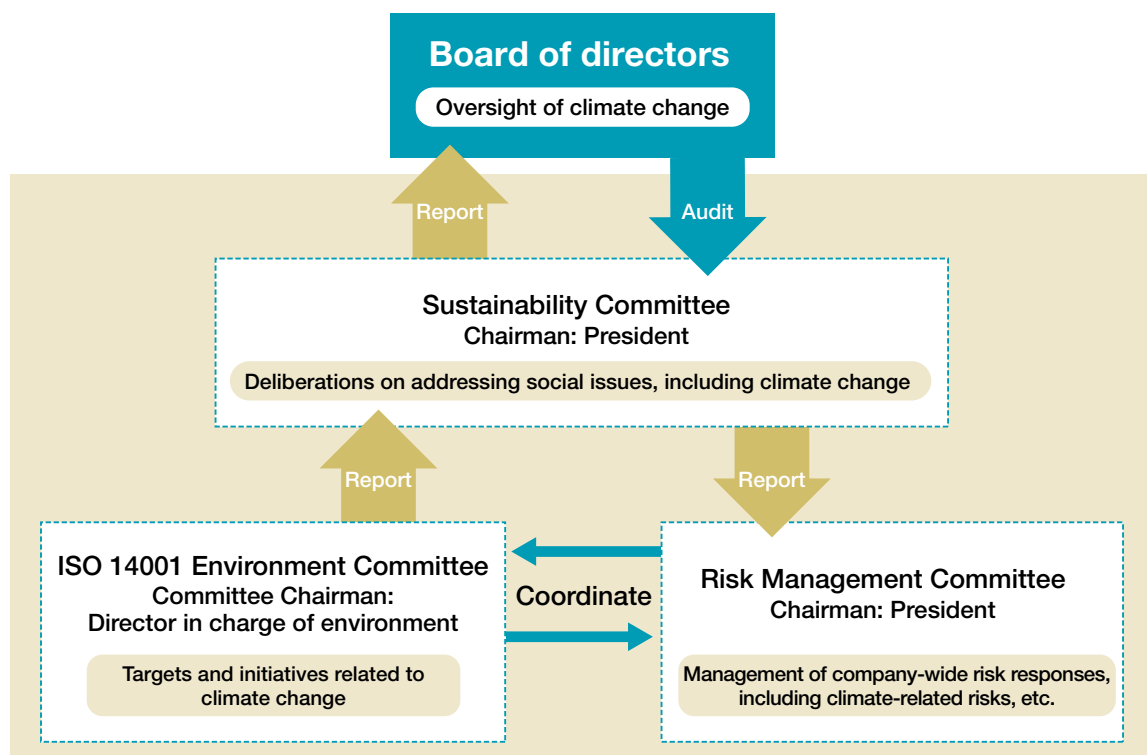 Board of directors
Oversight of climate change
Report
Audit
Sustainability Committee
Chairman: President
Deliberations on addressing social issues, including climate change
Report
Report
ISO 14001 Environment Committee
Committee Chairman:
Director in charge of environment
Targets and initiatives related to
climate change
Coordinate
Risk Management Committee
Chairman: President
Management of company-wide risk responses,
including climate-related risks, etc.